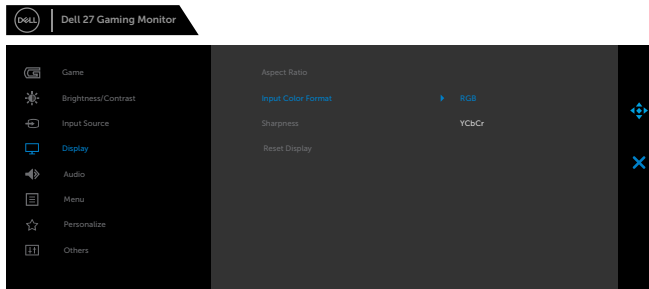 DELL
Dell 27 Gaming Monitor
Game
Aspect Ratio
Brightness/Contrast
Input Color Format
RGB
Input Source
Sharpness
YCbCr
Display
Reset Display
Audio
Menu
Personalize
Others